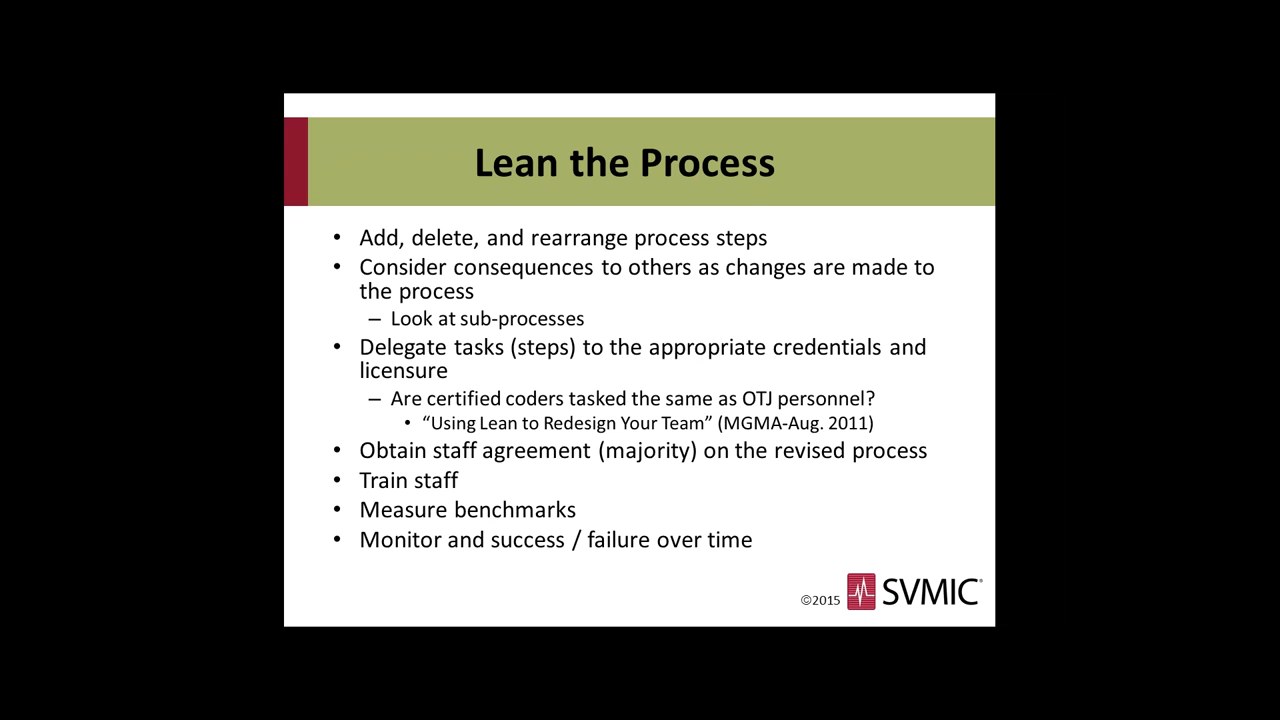 Lean the Process
• Add, delete, and rearrange process steps
• Consider consequences to others as changes are made to
the process
– Look at sub-processes
• Delegate tasks (steps) to the appropriate credentials and
licensure
– Are certified coders tasked the same as OTJ personnel?
• “Using Lean to Redesign Your Team” (MGMA-Aug. 2011)
• Obtain staff agreement (majority) on the revised process
• Train staff
• Measure benchmarks
• Monitor and success / failure over time
©2015 SVMIC®